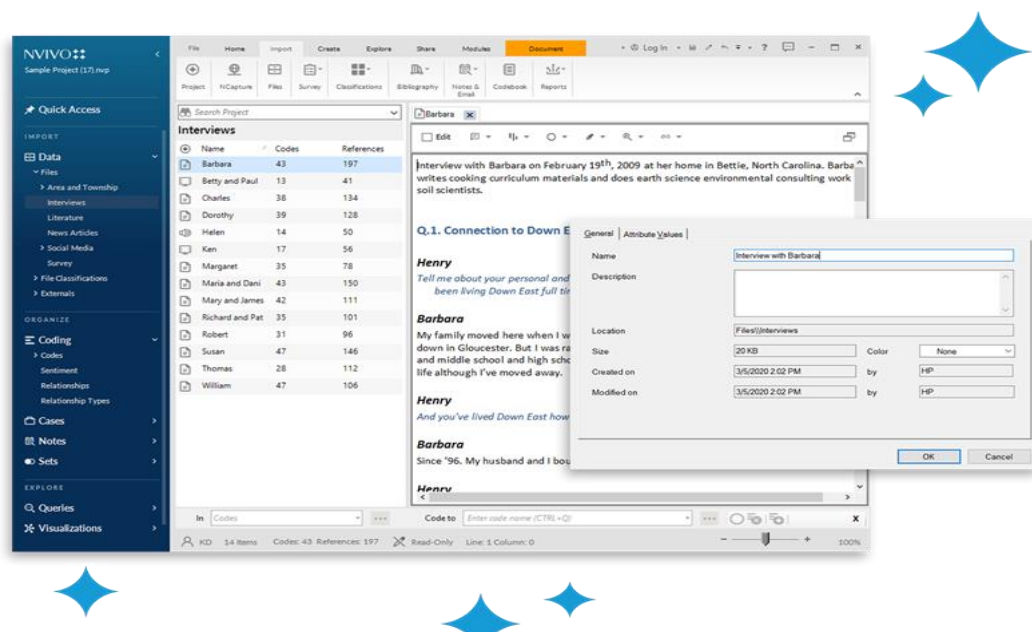 NVIVO
Sample Project (17).nvp
Quick Access
IMPORT
Data
Files
Area and Township
Interviews
Literature
News Articles
Social Media
Survey
File Classifications
Externals
ORGANIZE
Coding
Codes
Sentiment
Relationships
Relationship Types
Cases
Notes
Sets
EXPLORE
Queries
Visualizations
File Home Import Create Explore Share Modules Document Log In ?
Project NCapture Files Survey Classifications Bibliography Notes & Email Codebook Reports
Search Project
Interviews
Name Codes References
Barbara 43 197
Betty and Paul 13 41
Charles 38 134
Dorothy 39 128
Helen 14 50
Ken 17 56
Margaret 35 78
Maria and Dani 43 150
Mary and James 42 111
Richard and Pat 35 101
Robert 31 96
Susan 47 146
Thomas 28 112
William 47 106
Barbara
Edit
Interview with Barbara on February 19th, 2009 at her home in Bettie, North Carolina. Barba
writes cooking curriculum materials and does earth science environmental consulting work
soil scientists.
Q.1. Connection to Down E
Henry
Tell me about your personal and
been living Down East full tir
Barbara
My family moved here when I w
down in Gloucester. But I was ra
and middle school and high scho
life although I've moved away.
Henry
And you've lived Down East how
Barbara
Since '96. My husband and I bou
Henry
General Attribute Values
Name Interview with Barbara
Description
Location Files\\Interviews
Size 20 KB Color None
Created on 3/5/2020 2:02 PM by HP
Modified on 3/5/2020 2:02 PM by HP
OK Cancel
In Codes Code to Enter code name (CTRL+Q) X
KD 14 Items Codes: 43 References: 197 Read-Only Line: 1 Column: 0 100%